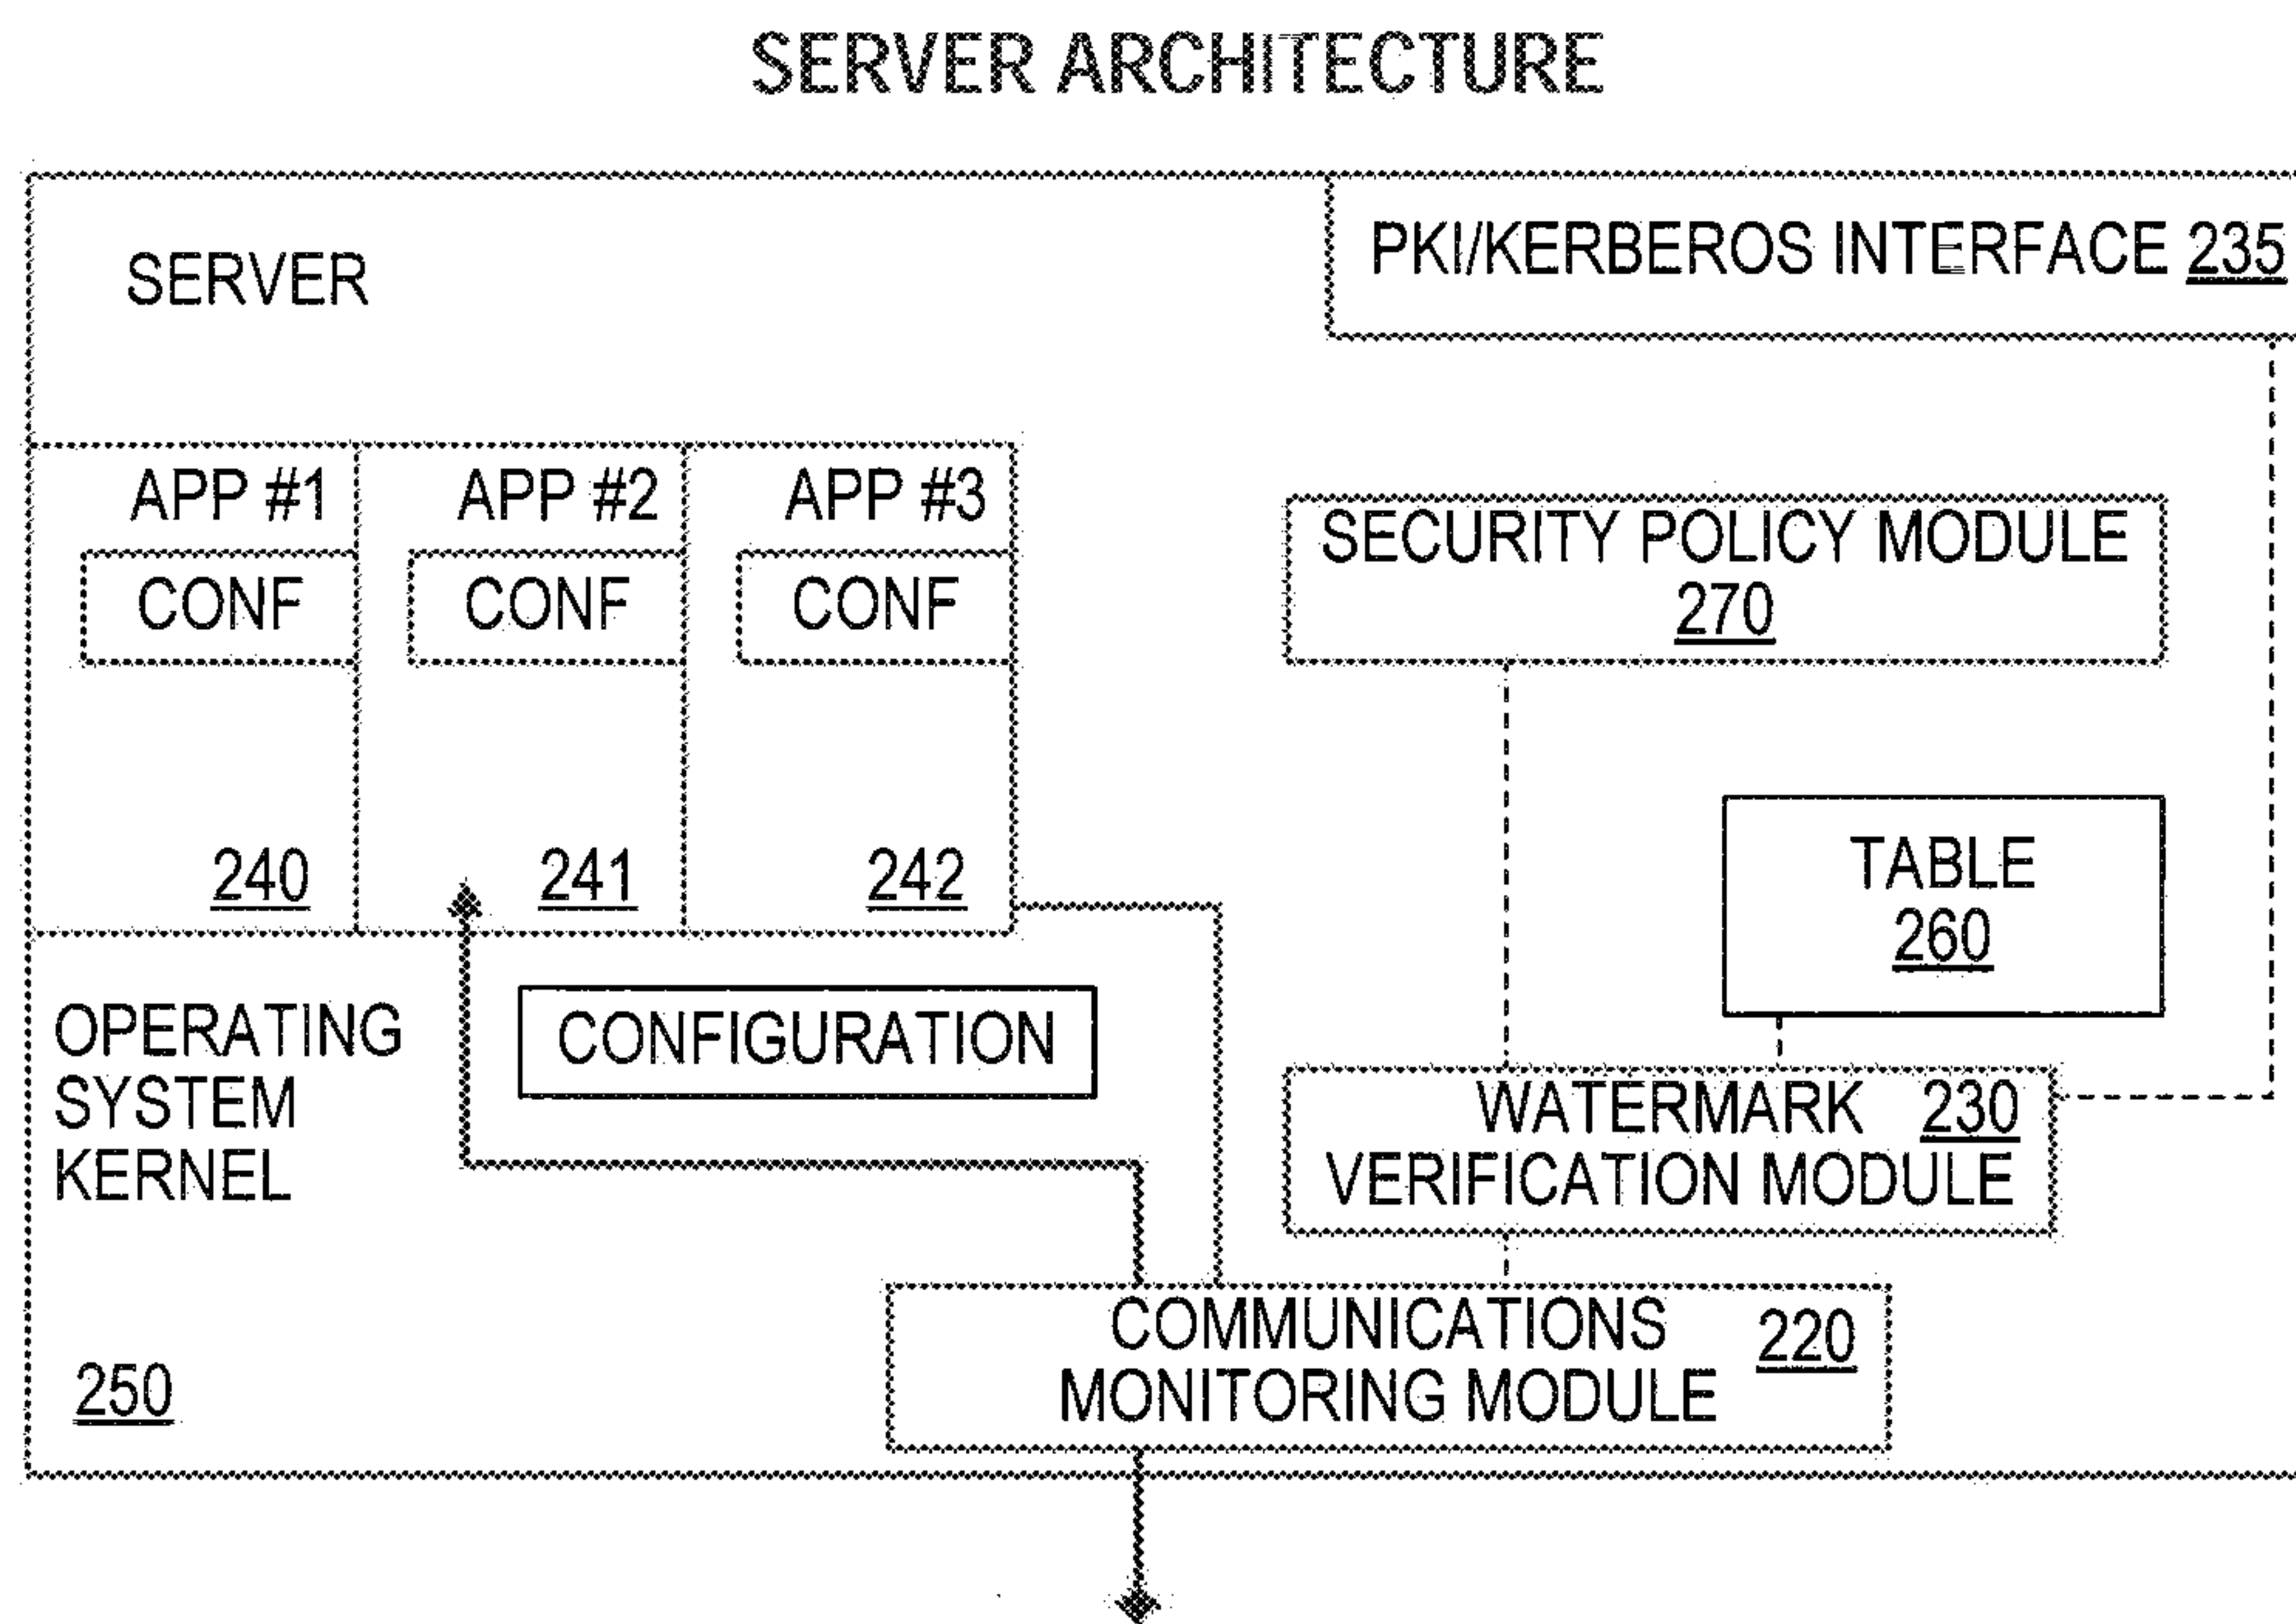 SERVER ARCHITECTURE
SERVER
PKI/KERBEROS INTERFACE 235
APP #1
CONF
240
APP #2
CONF
241
APP #3
CONF
242
SECURITY POLICY MODULE
270
TABLE
260
OPERATING
SYSTEM
KERNEL
250
CONFIGURATION
WATERMARK 230
VERIFICATION MODULE
COMMUNICATIONS 220
MONITORING MODULE